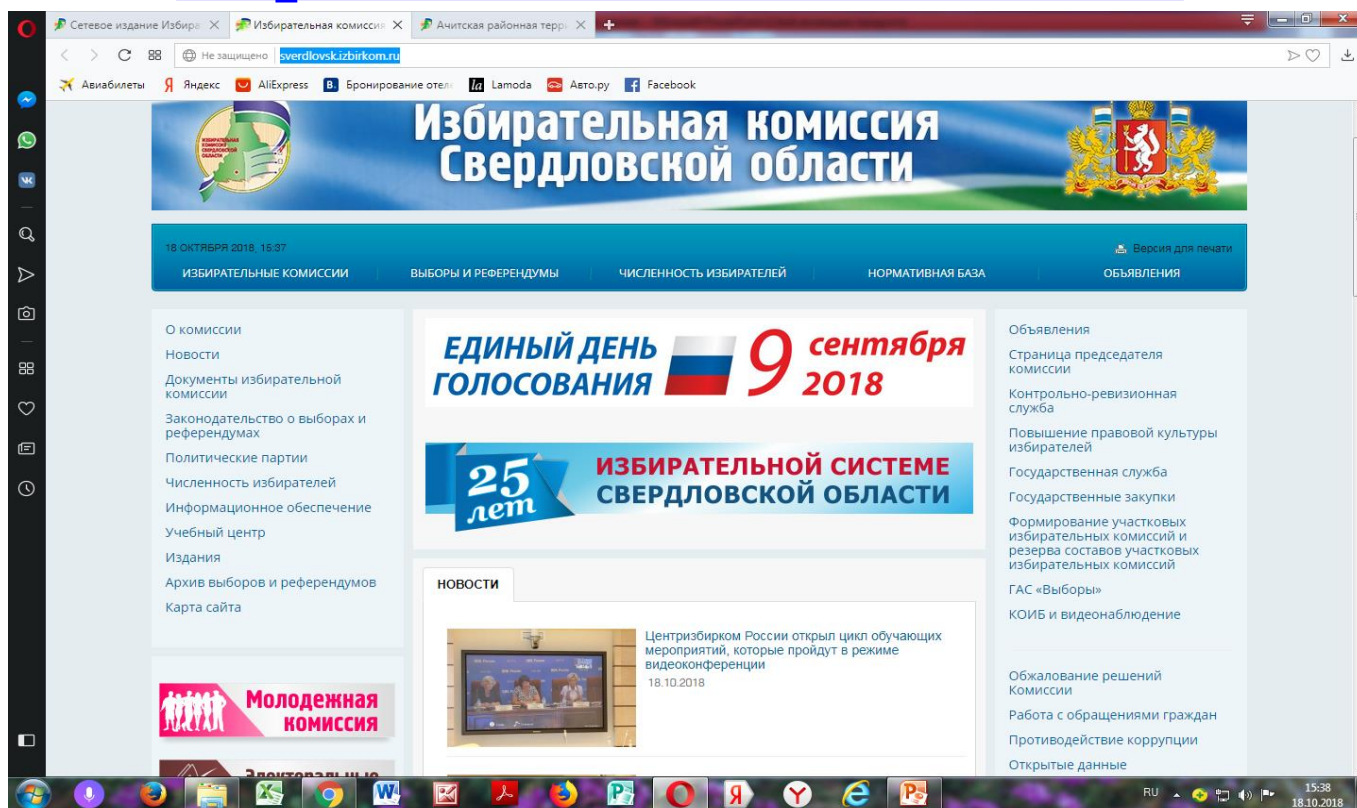 Сетевое издание Избира
Избирательная комиссия
Ачитская районная терри
Не защищено
sverdlovsk.izbirkom.ru
Авиабилеты
Яндекс
AliExpress
Бронирование отел
Lamoda
Авто.ру
Facebook
Избирательная комиссия
Свердловской области
18 ОКТЯБРЯ 2018, 15:37
Версия для печати
ИЗБИРАТЕЛЬНЫЕ КОМИССИИ
ВЫБОРЫ И РЕФЕРЕНДУМЫ
ЧИСЛЕННОСТЬ ИЗБИРАТЕЛЕЙ
НОРМАТИВНАЯ БАЗА
ОБЪЯВЛЕНИЯ
О комиссии
Новости
Документы избирательной
комиссии
Законодательство о выборах и
референдумах
Политические партии
Численность избирателей
Информационное обеспечение
Учебный центр
Издания
Архив выборов и референдумов
Карта сайта
Молодежная
комиссия
ЕДИНЫЙ ДЕНЬ
ГОЛОСОВАНИЯ
9 сентября
2018
25
лет
ИЗБИРАТЕЛЬНОЙ СИСТЕМЕ
СВЕРДЛОВСКОЙ ОБЛАСТИ
НОВОСТИ
Центризбирком России открыл цикл обучающих
мероприятий, которые пройдут в режиме
видеоконференции
18.10.2018
Объявления
Страница председателя
комиссии
Контрольно-ревизионная
служба
Повышение правовой культуры
избирателей
Государственная служба
Государственные закупки
Формирование участковых
избирательных комиссий и
резерва составов участковых
избирательных комиссий
ГАС «Выборы»
КОИБ и видеонаблюдение
Обжалование решений
Комиссии
Работа с обращениями граждан
Противодействие коррупции
Открытые данные
RU
15:38
18.10.2018